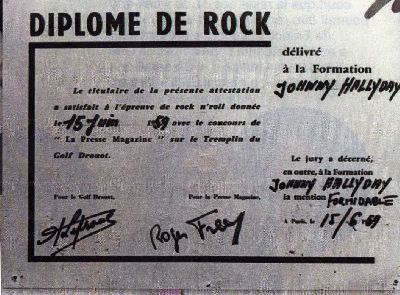 DIPLOME DE ROCK
délivré
à la Formation
JOHNNY HALLYDAY
Le titulaire de la présente attestation
a satisfait à l'épreuve de rock n'roll donnée
le 15 Juin 1959 avec le concours de
" La Presse Magazine " sur le Tremplin du
Golf Drouot.
Le jury a décerné,
en outre, à la Formation
JOHNNY HALLYDAY
la mention FORMIDABLE
A Paris, le 15/6/59
Pour le Golf Drouot,
Pour la Presse Magazine,
Roger Frey